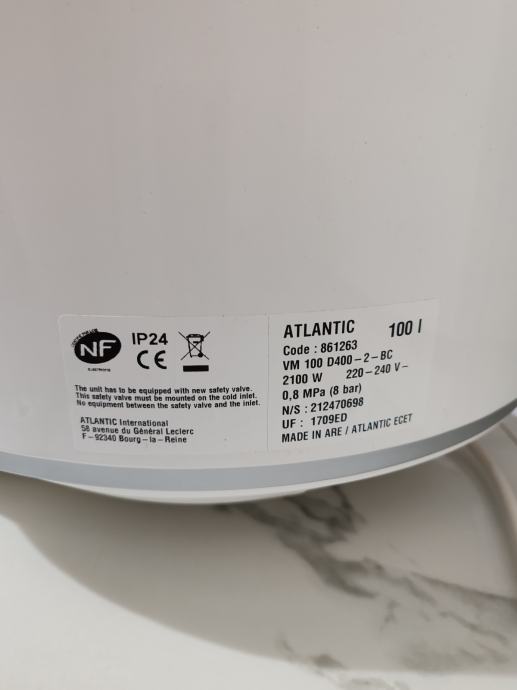 NF
IP24
CE
The unit has to be equipped with new safety valve.
This safety valve must be mounted on the cold inlet.
No equipment between the safety valve and the inlet.
ATLANTIC International
58 avenue du Général Leclerc
F-92340 Bourg-la-Reine
ATLANTIC 100 l
Code : 861263
VM 100 D400-2-BC
2100 W 220-240 V~
0,8 MPa (8 bar)
N/S : 212470698
UF : 1709ED
MADE IN ARE / ATLANTIC ECET